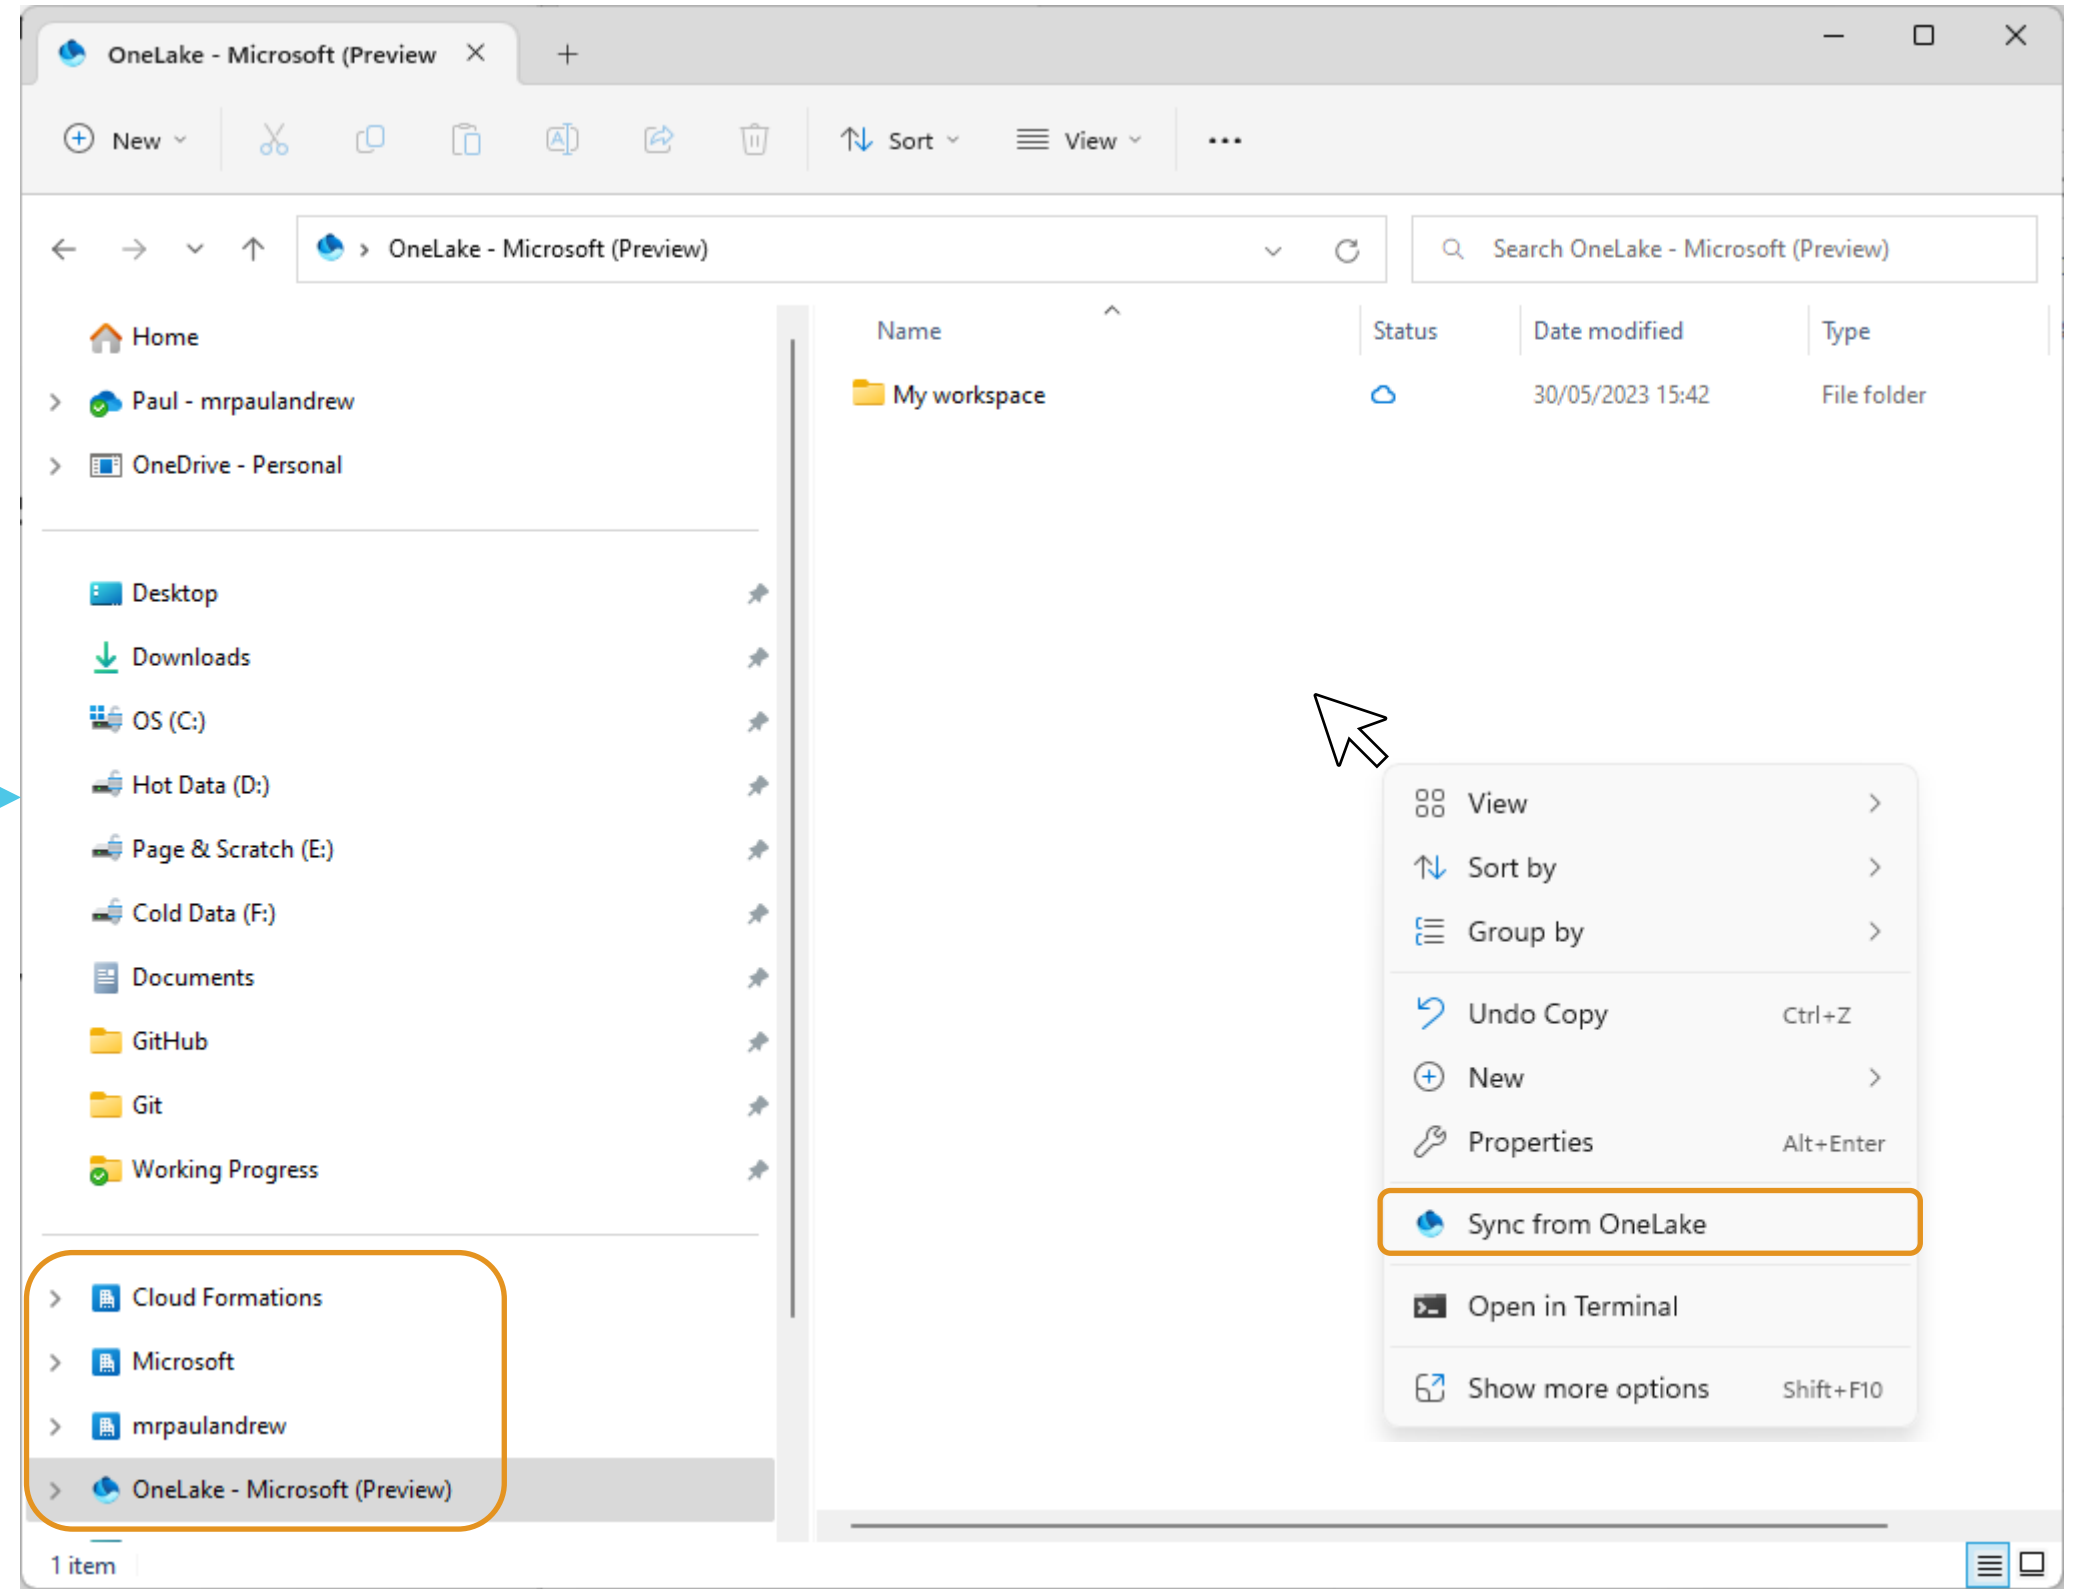 OneLake - Microsoft (Preview
New
Sort
View
OneLake - Microsoft (Preview)
Search OneLake - Microsoft (Preview)
Home
Paul - mrpaulandrew
OneDrive - Personal
Desktop
Downloads
OS (C:)
Hot Data (D:)
Page & Scratch (E:)
Cold Data (F:)
Documents
GitHub
Git
Working Progress
Cloud Formations
Microsoft
mrpaulandrew
OneLake - Microsoft (Preview)
1 item
Name Status Date modified Type
My workspace 30/05/2023 15:42 File folder
View
Sort by
Group by
Undo Copy Ctrl+Z
New
Properties Alt+Enter
Sync from OneLake
Open in Terminal
Show more options Shift+F10